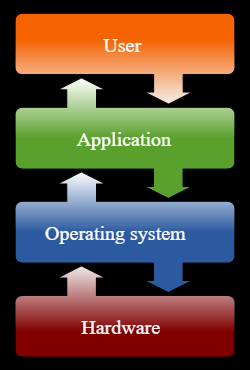 User
Application
Operating system
Hardware